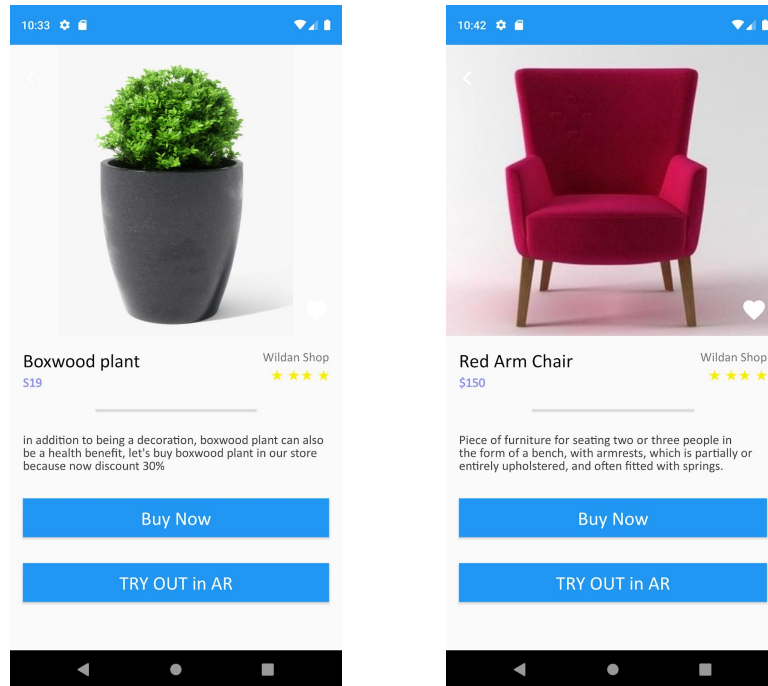 10:33
Boxwood plant
Wildan Shop
S19
in addition to being a decoration, boxwood plant can also
be a health benefit, let's buy boxwood plant in our store
because now discount 30%
Buy Now
TRY OUT in AR
10:42
Red Arm Chair
Wildan Shop
$150
Piece of furniture for seating two or three people in
the form of a bench, with armrests, which is partially or
entirely upholstered, and often fitted with springs.
Buy Now
TRY OUT in AR